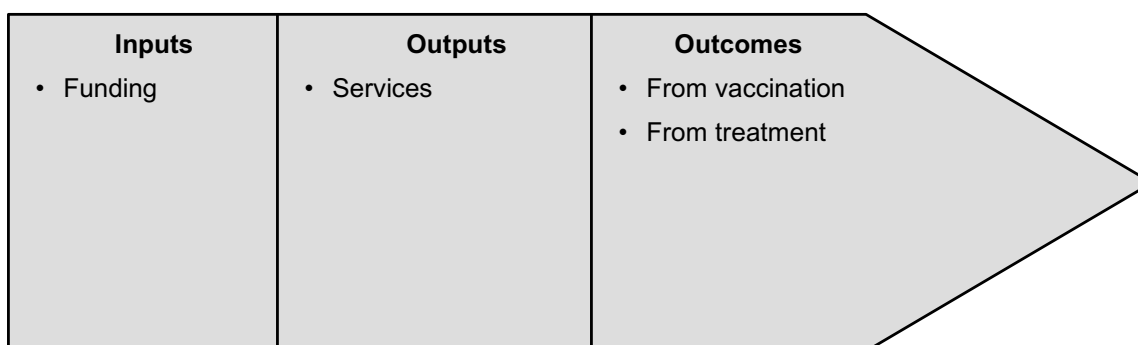 Inputs
• Funding
Outputs
• Services
Outcomes
• From vaccination
• From treatment